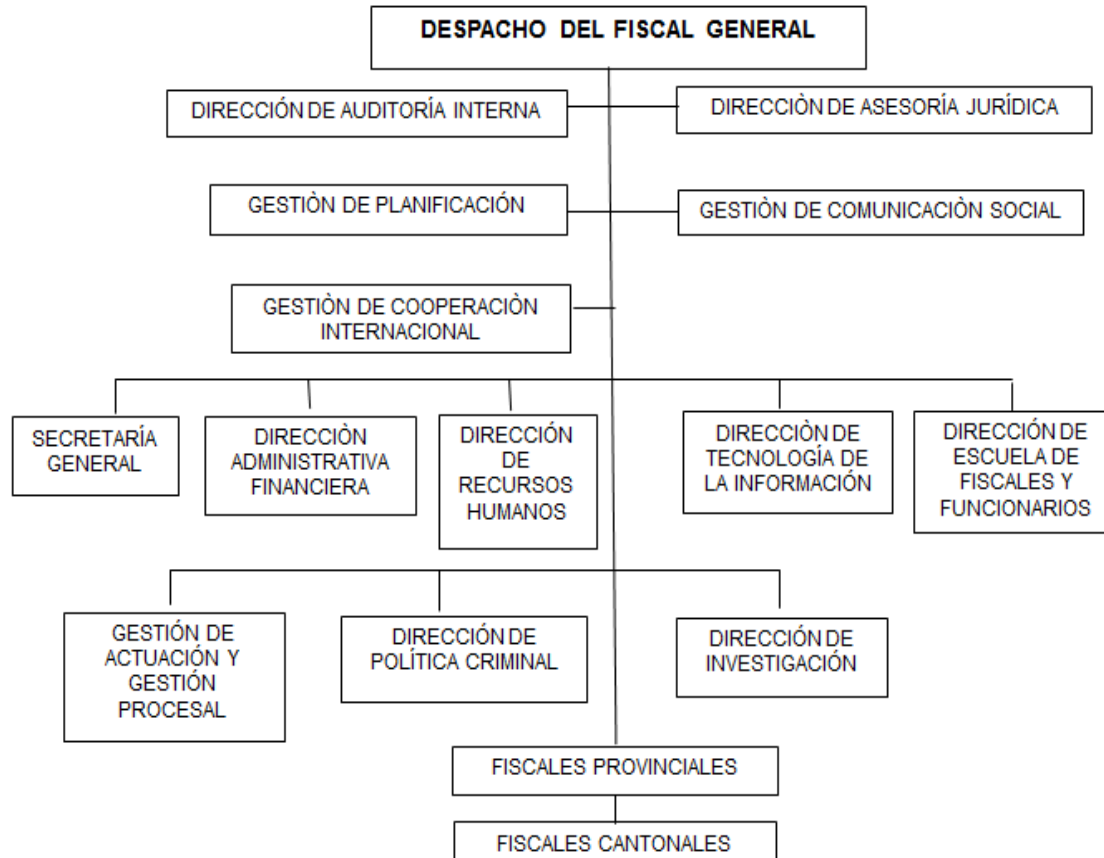 DESPACHO DEL FISCAL GENERAL
DIRECCIÓN DE AUDITORÍA INTERNA
DIRECCIÒN DE ASESORÍA JURÍDICA
GESTIÒN DE PLANIFICACIÓN
GESTIÒN DE COMUNICACIÒN SOCIAL
GESTIÒN DE COOPERACIÒN
INTERNACIONAL
SECRETARÍA
GENERAL
DIRECCIÒN
ADMINISTRATIVA
FINANCIERA
DIRECCIÓN
DE
RECURSOS
HUMANOS
DIRECCIÒN DE
TECNOLOGÍA DE
LA INFORMACIÓN
DIRECCIÓN DE
ESCUELA DE
FISCALES Y
FUNCIONARIOS
GESTIÓN DE
ACTUACIÓN Y
GESTIÓN
PROCESAL
DIRECCIÓN DE
POLÍTICA CRIMINAL
DIRECCIÓN DE
INVESTIGACIÓN
FISCALES PROVINCIALES
FISCALES CANTONALES